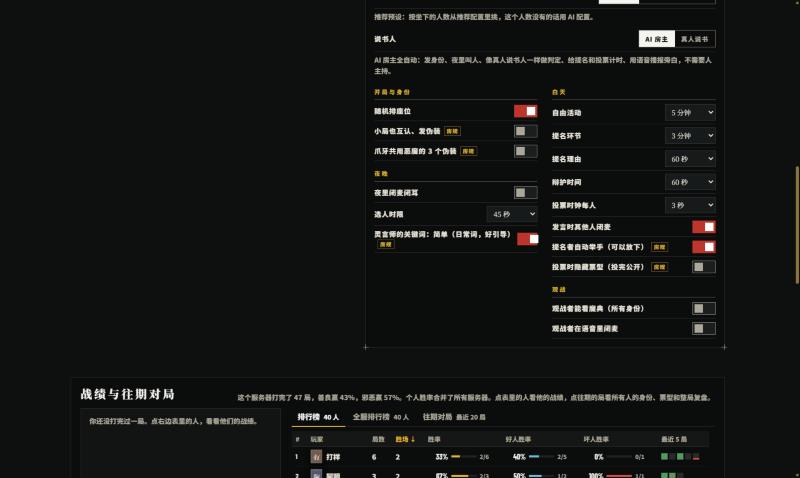 推荐预设：按坐下的人数从推荐配置里挑，这个人数没有的话用 AI 配置。
说书人
AI 房主
真人说书
AI 房主全自动：发身份、夜里叫人、像真人说书人一样做判定、给提名和投票计时、用语音播报旁白，不需要人主持。
开局与身份
随机排座位
小局也互认、发伪装 房规
爪牙共用恶魔的 3 个伪装 房规
夜晚
夜里闭麦闭耳
选人时限 45 秒
灵言师的关键词：简单（日常词，好引导）
房规
白天
自由活动 5 分钟
提名环节 3 分钟
提名理由 60 秒
辩护时间 60 秒
投票时钟每人 3 秒
发言时其他人闭麦
提名者自动举手（可以放下） 房规
投票时隐藏票型（投完公开） 房规
观战
观战者能看魔典（所有身份）
观战者在语音里闭麦
战绩与往期对局
这个服务器打完了 47 局，善良赢 43%，邪恶赢 57%。个人胜率合并了所有服务器。点表里的人看他的战绩，点往期的局看所有人的身份、票型和整局复盘。
你还没打完过一局。点右边表里的人，看看他们的战绩。
排行榜 40 人 全服排行榜 40 人 往期对局 最近 20 局
# 玩家 局数 胜场 ↓ 胜率 好人胜率 坏人胜率 最近 5 局
1 打样 6 2 33% 2/6 40% 2/5 0% 0/1
2 3 2 67% 2/3 50% 1/2 100% 1/1